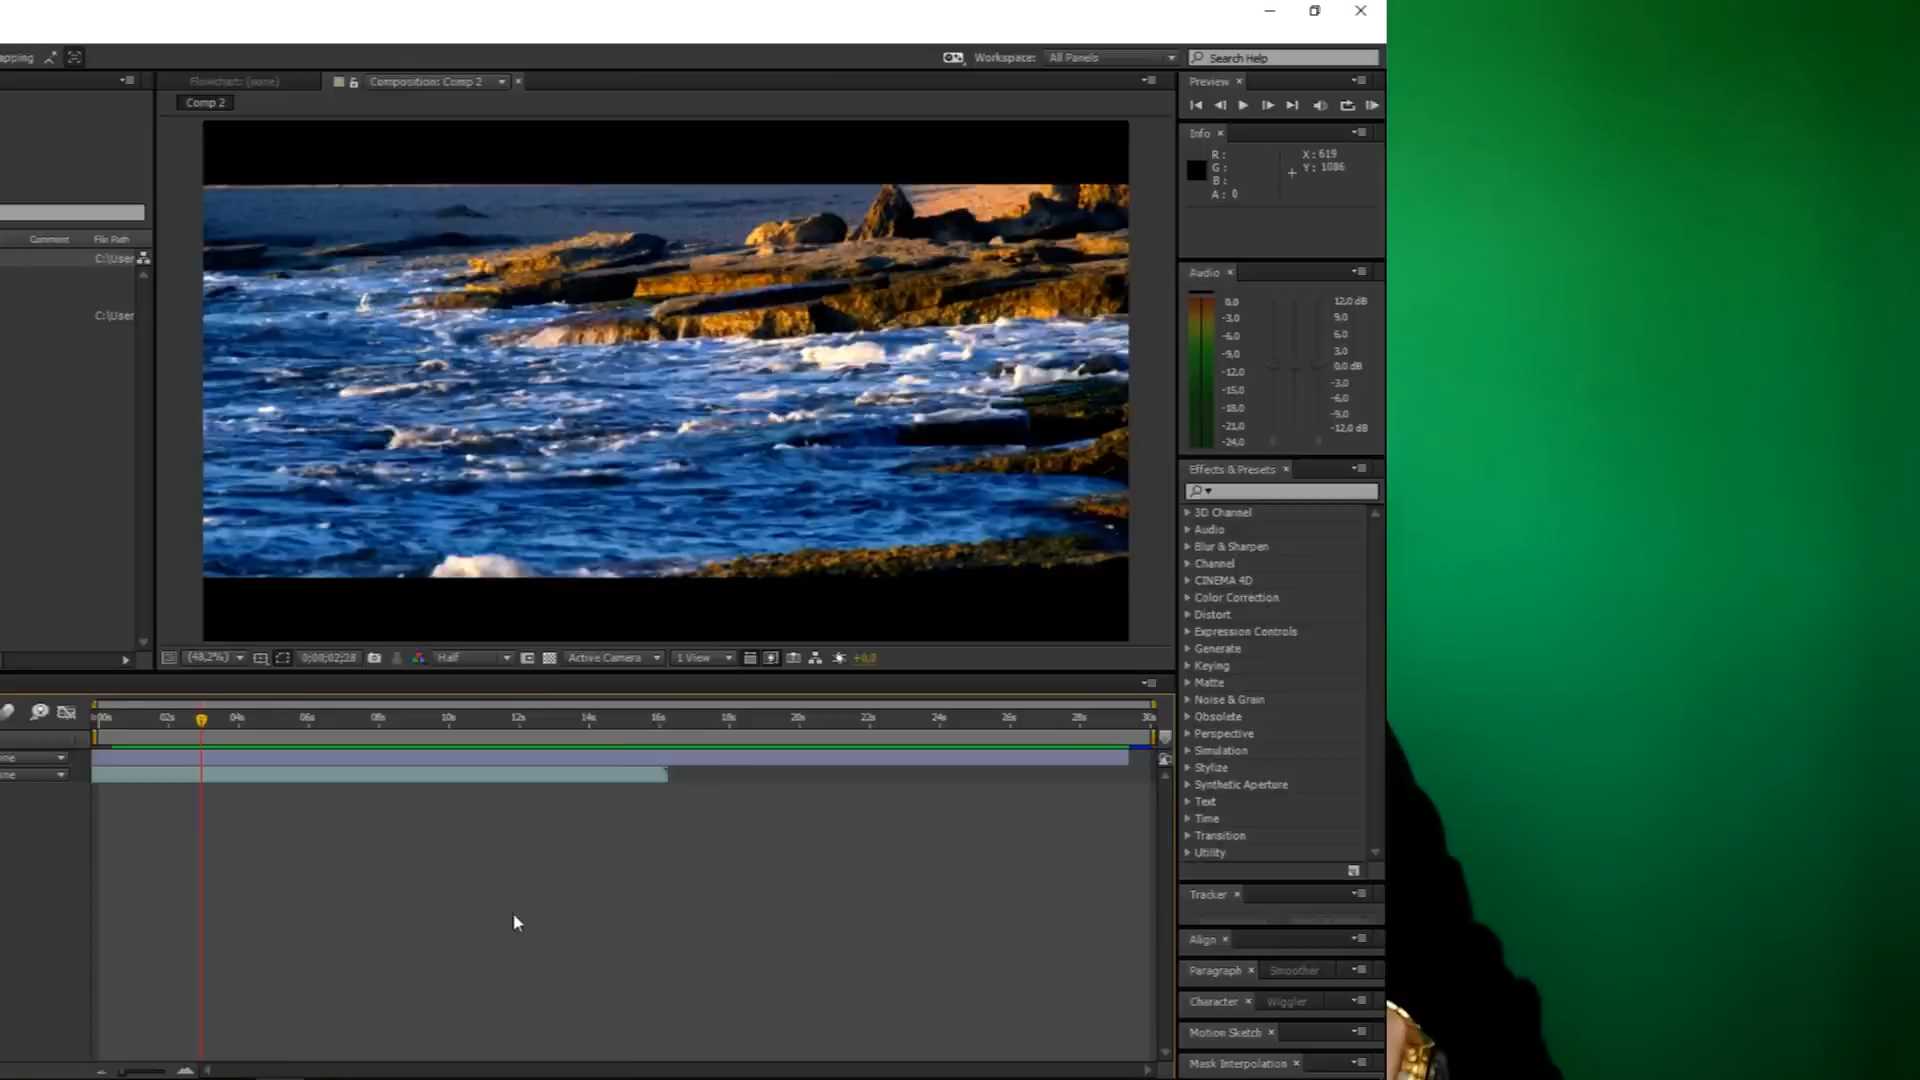 apping
Workspace: All Panels
Search Help
Flowchart: (none)
Composition: Comp 2
Comp 2
Preview
Info
R:
G:
B:
A: 0
X: 619
Y: 1086
Comment
File Path
C:\User
C:\User
Audio
0.0
-3.0
-6.0
-9.0
-12.0
-15.0
-18.0
-21.0
-24.0
12.0 dB
9.0
6.0
3.0
0.0 dB
-3.0
-6.0
-9.0
-12.0 dB
Effects & Presets
3D Channel
Audio
Blur & Sharpen
Channel
CINEMA 4D
Color Correction
Distort
Expression Controls
Generate
Keying
Matte
Noise & Grain
Obsolete
Perspective
Simulation
Stylize
Synthetic Aperture
Text
Time
Transition
Utility
(48,2%)
0;00;02;28
Half
Active Camera
1 View
+0,0
00s 02s 04s 06s 08s 10s 12s 14s 16s 18s 20s 22s 24s 26s 28s 30s
Tracker
Align
Paragraph
Smoother
Character
Wiggler
Motion Sketch
Mask Interpolation